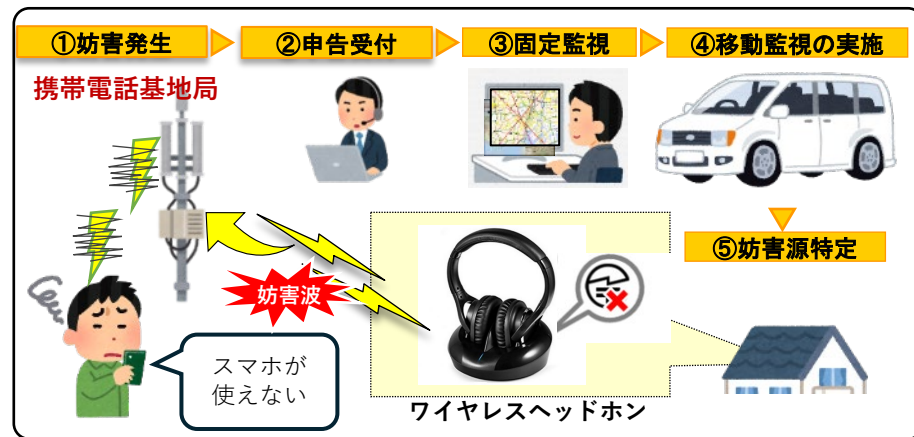 ①妨害発生
②申告受付
③固定監視
④移動監視の実施
携帯電話基地局
⑤妨害源特定
妨害波
スマホが
使えない
ワイヤレスヘッドホン